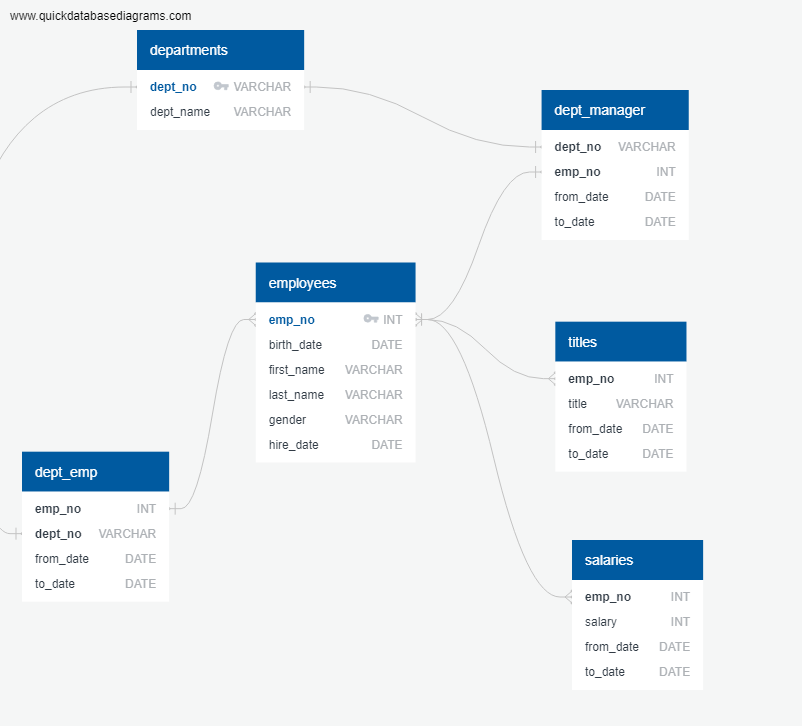 www.quickdatabasediagrams.com
departments
dept_no VARCHAR
dept_name VARCHAR
dept_manager
dept_no VARCHAR
emp_no INT
from_date DATE
to_date DATE
employees
emp_no INT
birth_date DATE
first_name VARCHAR
last_name VARCHAR
gender VARCHAR
hire_date DATE
titles
emp_no INT
title VARCHAR
from_date DATE
to_date DATE
dept_emp
emp_no INT
dept_no VARCHAR
from_date DATE
to_date DATE
salaries
emp_no INT
salary INT
from_date DATE
to_date DATE